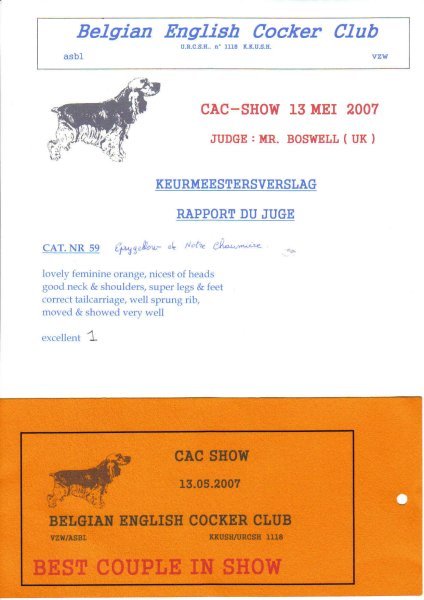 Belgian English Cocker Club
U.R.C.S.H. n° 1118 K.K.U.S.H.
asbl vzw
CAC-SHOW 13 MEI 2007
JUDGE : MR. BOSWELL ( UK )
KEURMEESTERSVERSLAG
RAPPORT DU JUGE
CAT. NR 59 de Notre Chaumiere
lovely feminine orange, nicest of heads
good neck & shoulders, super legs & feet
correct tailcarriage, well sprung rib,
moved & showed very well
excellent 1
CAC SHOW
13.05.2007
BELGIAN ENGLISH COCKER CLUB
VZW/ASBL KKUSH/URCSH 1118
BEST COUPLE IN SHOW